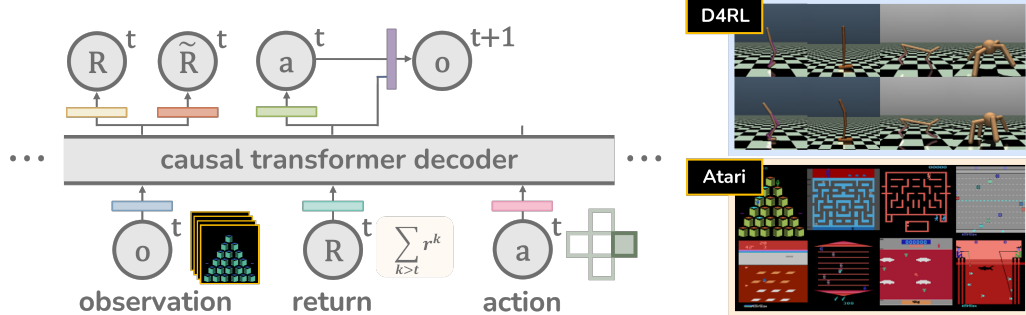 R t
R̃ t
a t
o t+1
D4RL
... causal transformer decoder ...
Atari
o t
R t
∑ r^k
k>t
a t
observation
return
action